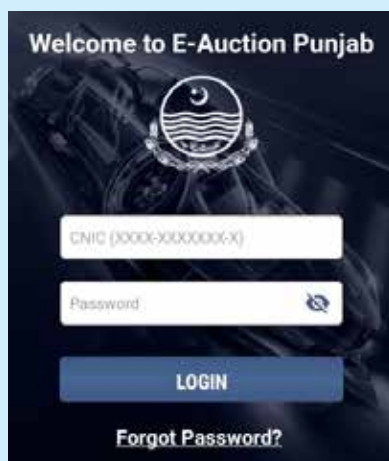 Welcome to E-Auction Punjab
CNIC (XXXX-XXXXXXX-X)
Password
LOGIN
Forgot Password?